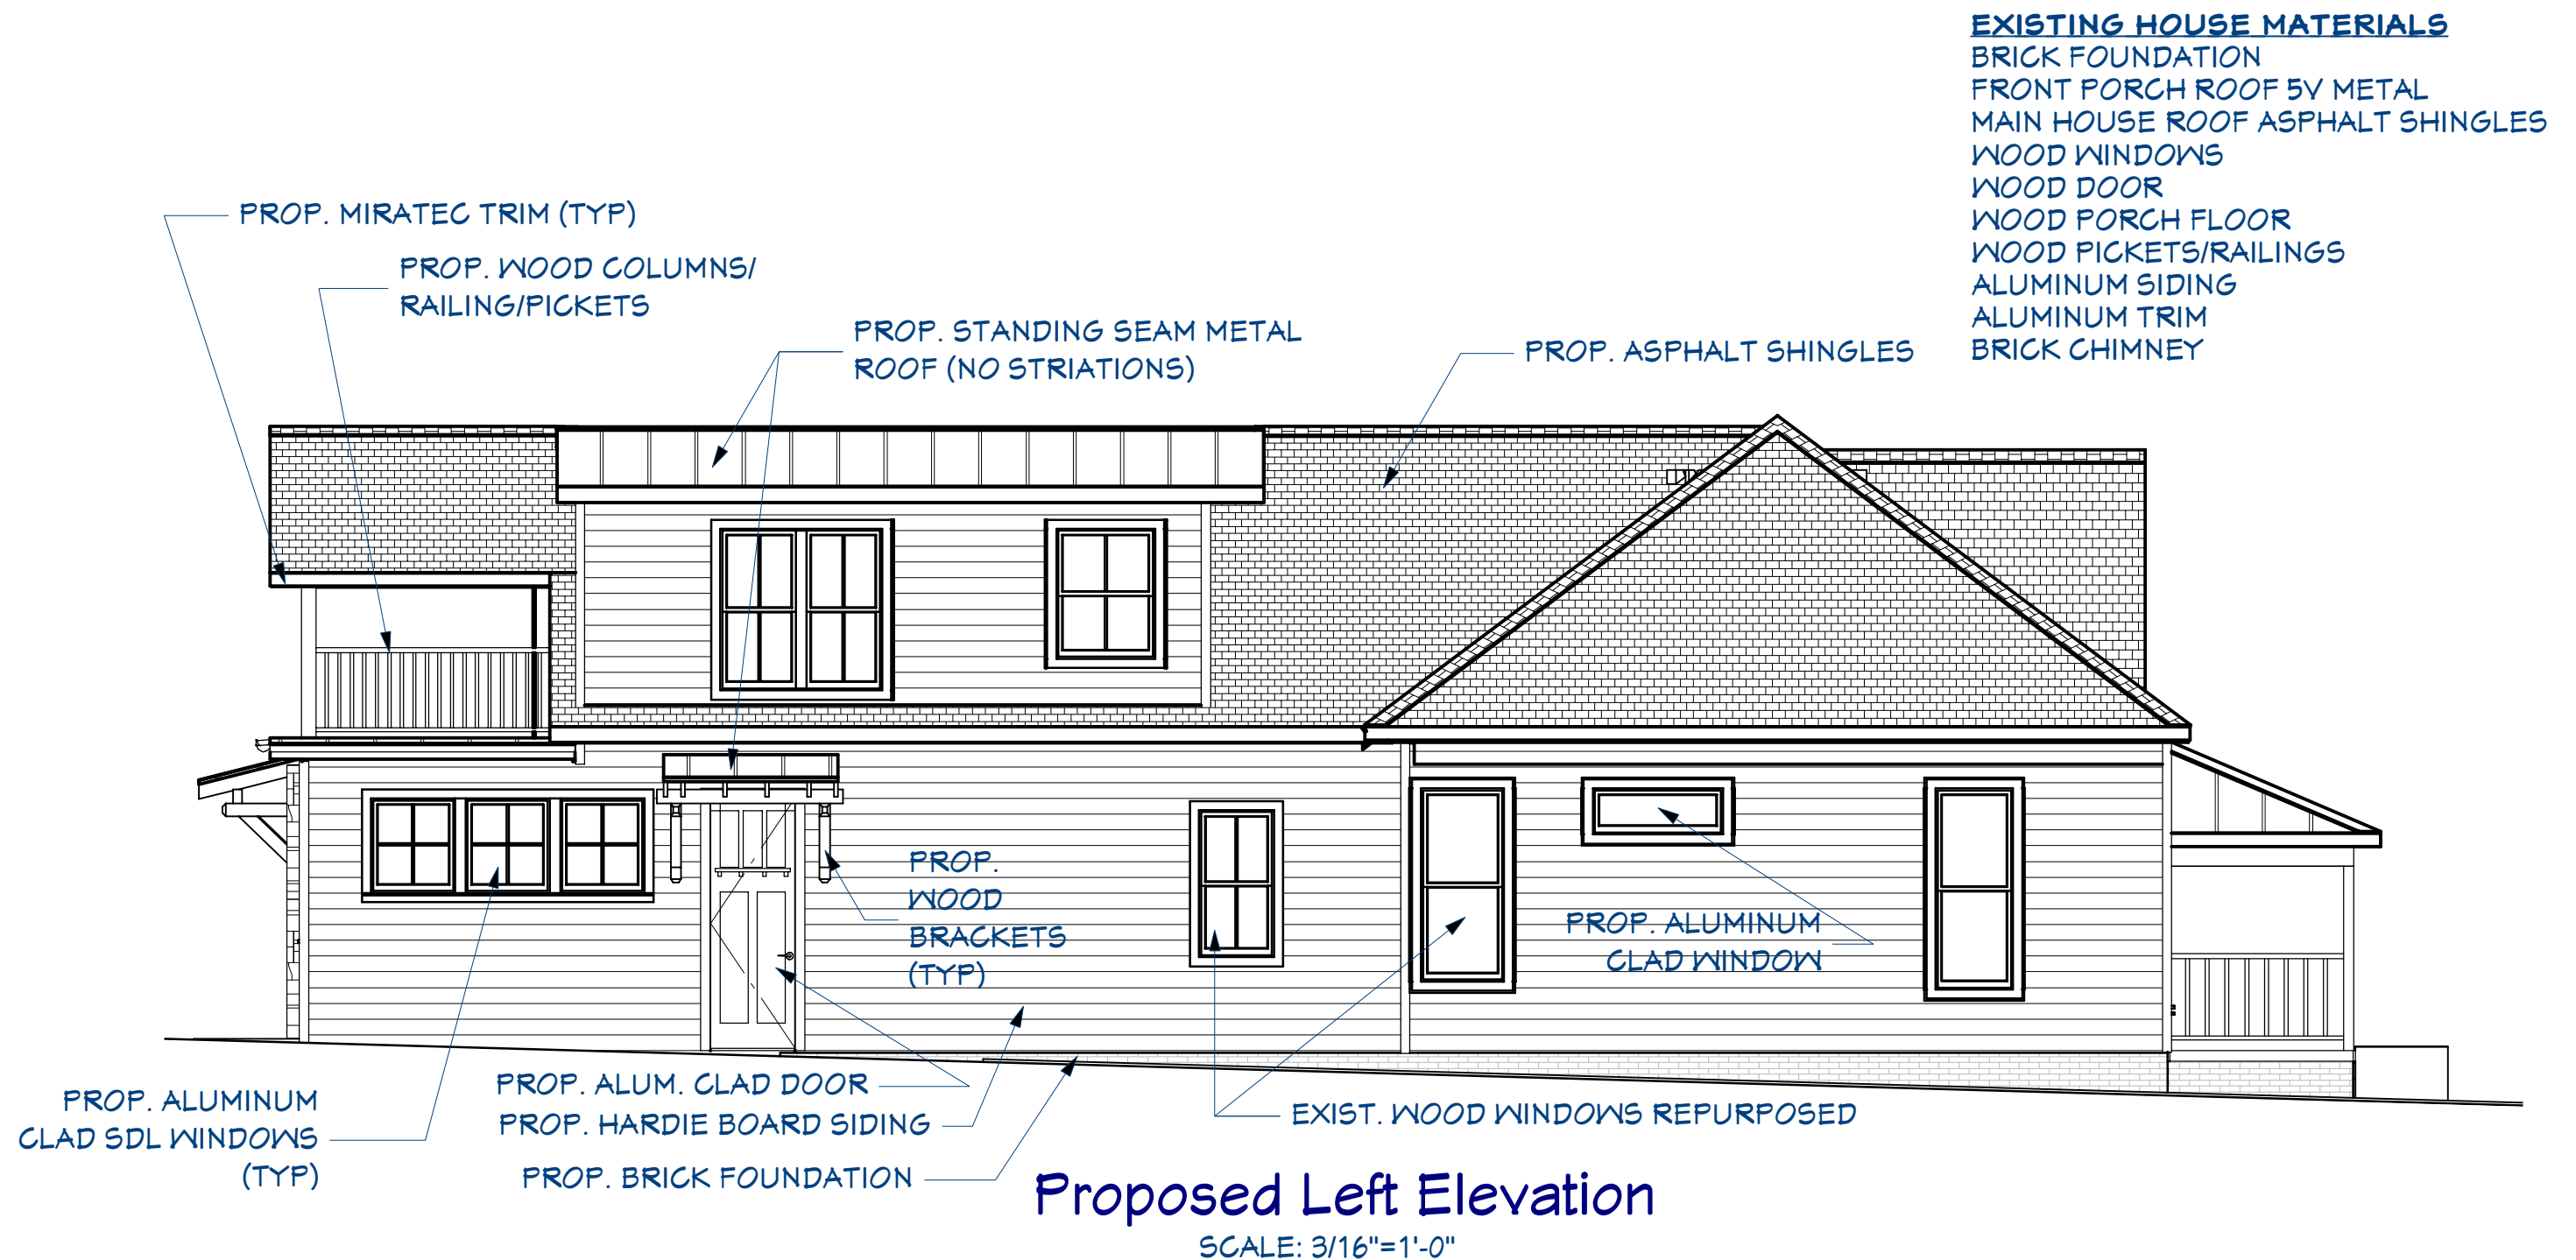 EXISTING HOUSE MATERIALS
BRICK FOUNDATION
FRONT PORCH ROOF 5V METAL
MAIN HOUSE ROOF ASPHALT SHINGLES
WOOD WINDOWS
WOOD DOOR
WOOD PORCH FLOOR
WOOD PICKETS/RAILINGS
ALUMINUM SIDING
ALUMINUM TRIM
BRICK CHIMNEY
PROP. MIRATEC TRIM (TYP)
PROP. WOOD COLUMNS/
RAILING/PICKETS
PROP. STANDING SEAM METAL
ROOF (NO STRIATIONS)
PROP. ASPHALT SHINGLES
PROP.
WOOD
BRACKETS
(TYP)
PROP. ALUMINUM
CLAD WINDOW
PROP. ALUMINUM
CLAD SDL WINDOWS
(TYP)
PROP. ALUM. CLAD DOOR
PROP. HARDIE BOARD SIDING
PROP. BRICK FOUNDATION
EXIST. WOOD WINDOWS REPURPOSED
Proposed Left Elevation
SCALE: 3/16"=1'-0"